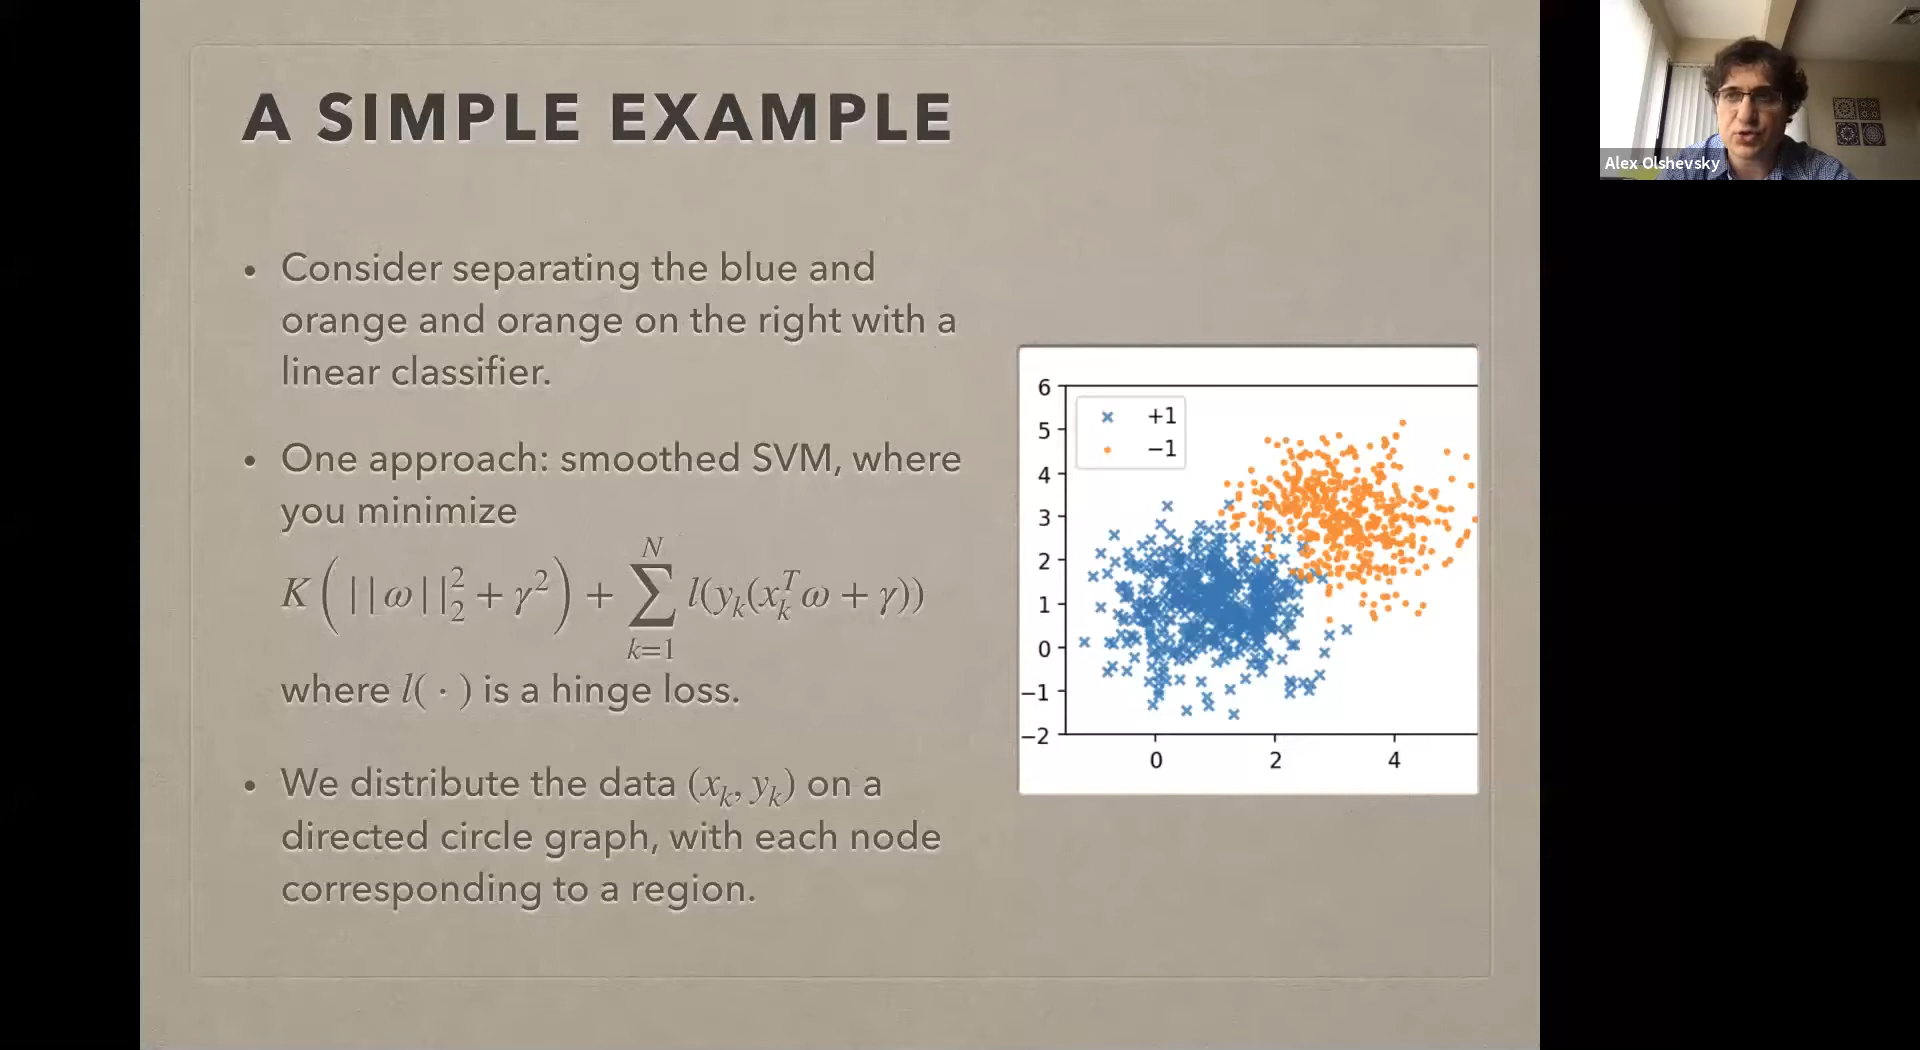 A SIMPLE EXAMPLE
• Consider separating the blue and
orange and orange on the right with a
linear classifier.
• One approach: smoothed SVM, where
you minimize
K(||ω||₂² + γ²) + ∑_{k=1}^{N} l(y_k(x_k^T ω + γ))
where l( · ) is a hinge loss.
• We distribute the data (x_k, y_k) on a
directed circle graph, with each node
corresponding to a region.
+1
−1
6
5
4
3
2
1
0
−1
−2
0 2 4
Alex Olshevsky